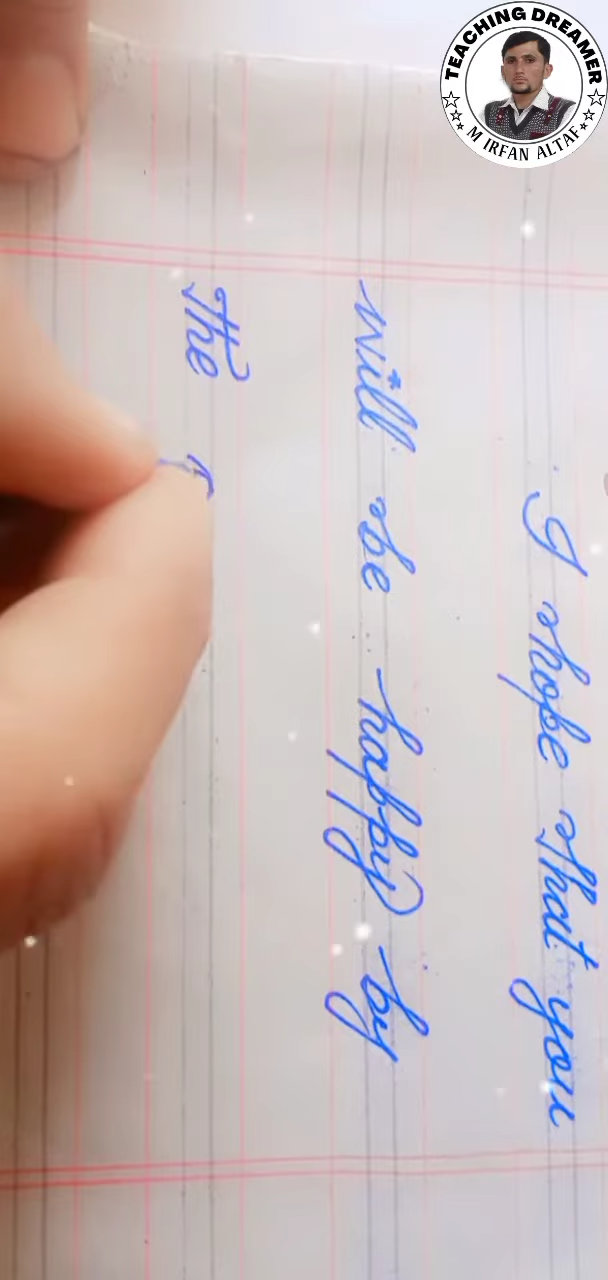 TEACHING DREAMER
M IRFAN ALTAF
I hope that you
will be happy by
The